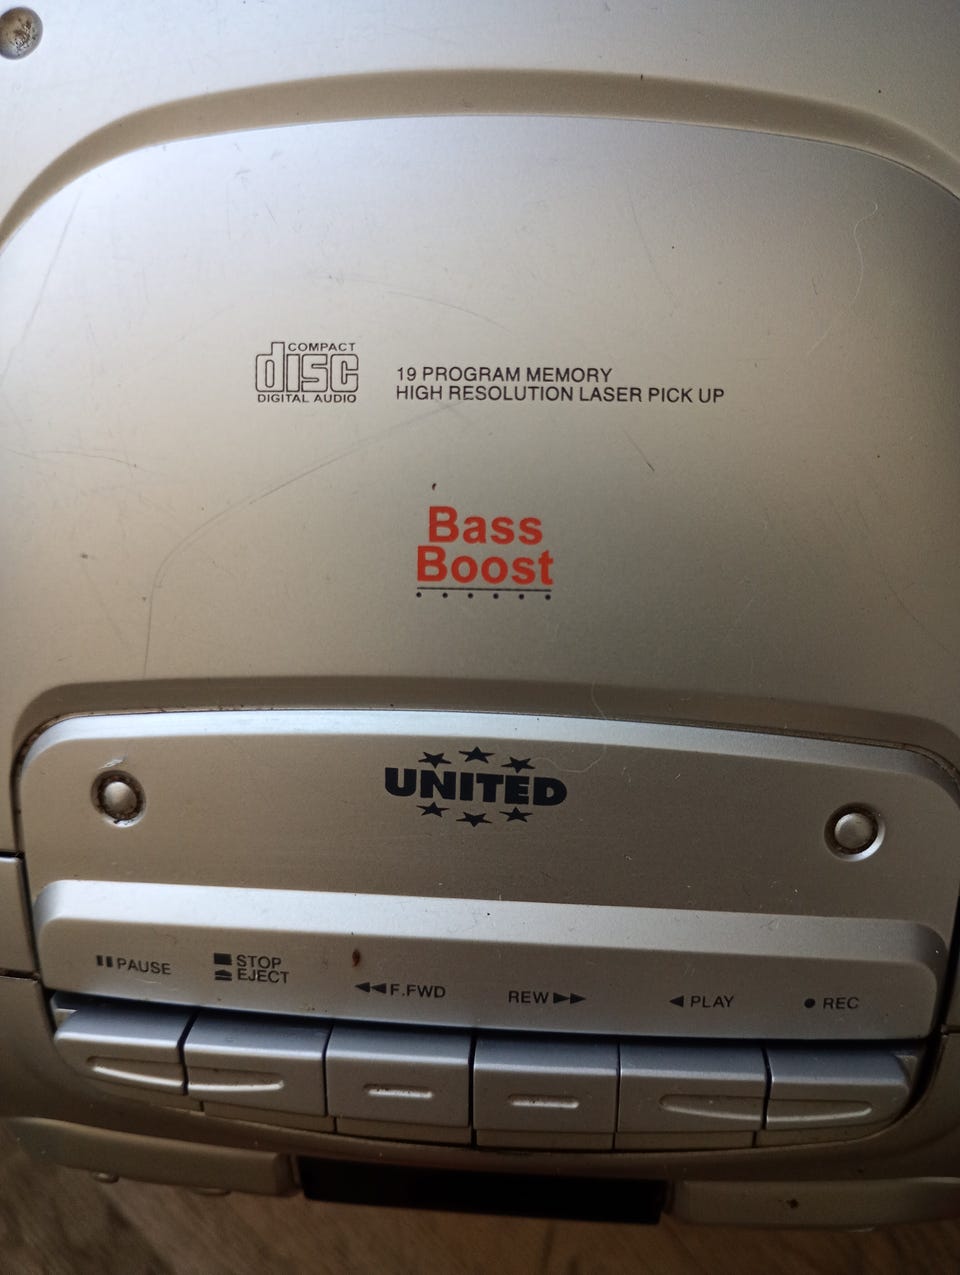 COMPACT
disc
DIGITAL AUDIO
19 PROGRAM MEMORY
HIGH RESOLUTION LASER PICK UP
Bass
Boost
UNITED
PAUSE
STOP
EJECT
F.FWD
REW
PLAY
REC